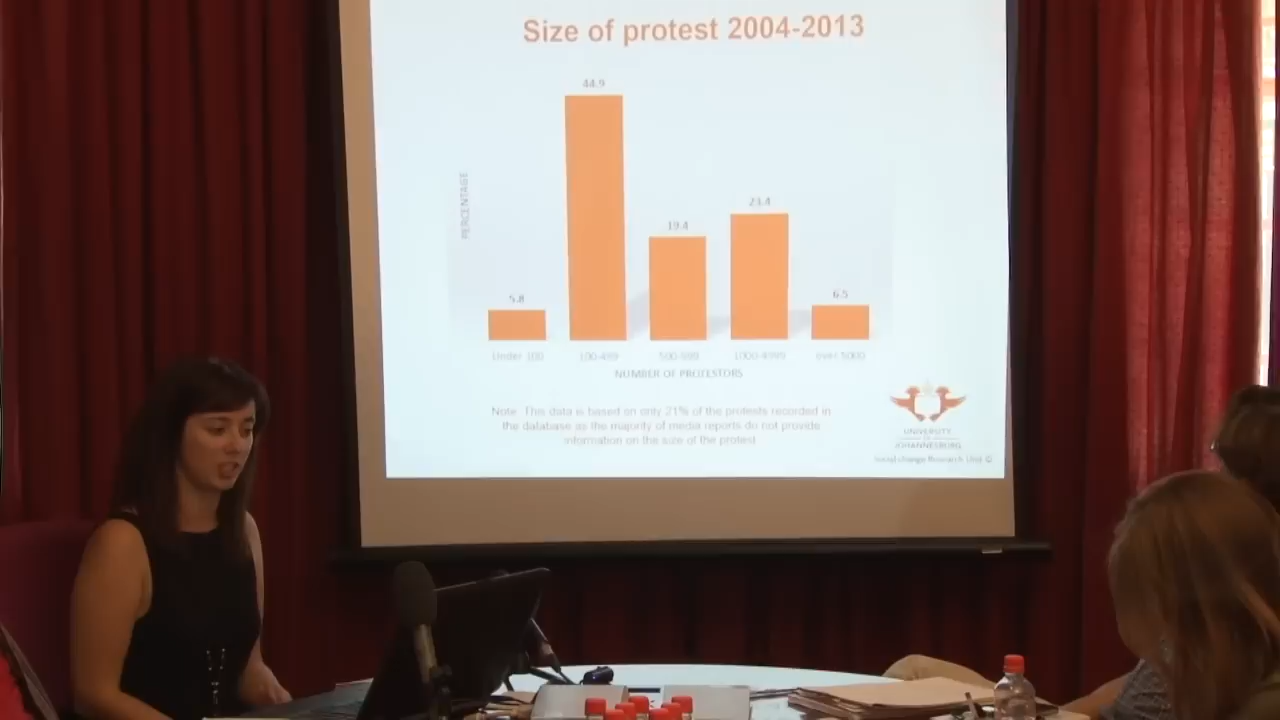 Size of protest 2004-2013
44.9
23.4
19.4
6.5
5.8
PERCENTAGE
Under 100
100-499
500-999
1000-4999
over 5000
NUMBER OF PROTESTORS
Note: This data is based on only 21% of the protests recorded in
the database as the majority of media reports do not provide
information on the size of the protest
UNIVERSITY
OF
JOHANNESBURG
Social Change Research Unit ©